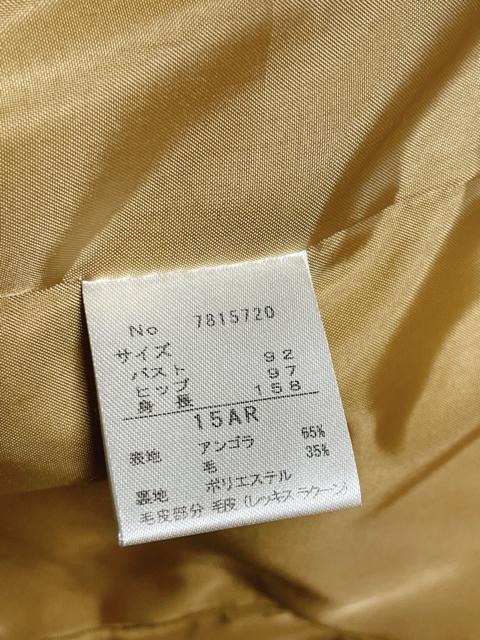 No 7815720
サイズ
バスト 92
ヒップ 97
身長 158
15AR
表地 アンゴラ 65%
毛 35%
裏地 ポリエステル
毛皮部分 毛皮(レッキスラクーン)